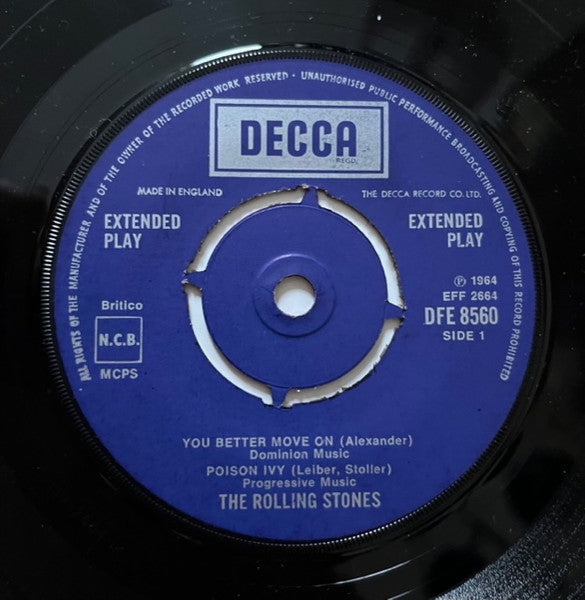 ALL RIGHTS OF THE MANUFACTURER AND OF THE OWNER OF THE RECORDED WORK RESERVED · UNAUTHORISED PUBLIC PERFORMANCE BROADCASTING AND COPYING OF THIS RECORD PROHIBITED
DECCA
REGD.
MADE IN ENGLAND
THE DECCA RECORD CO. LTD.
EXTENDED
PLAY
EXTENDED
PLAY
Ⓟ 1964
EFF 2664
DFE 8560
SIDE 1
Britico
N.C.B.
MCPS
YOU BETTER MOVE ON (Alexander)
Dominion Music
POISON IVY (Leiber, Stoller)
Progressive Music
THE ROLLING STONES